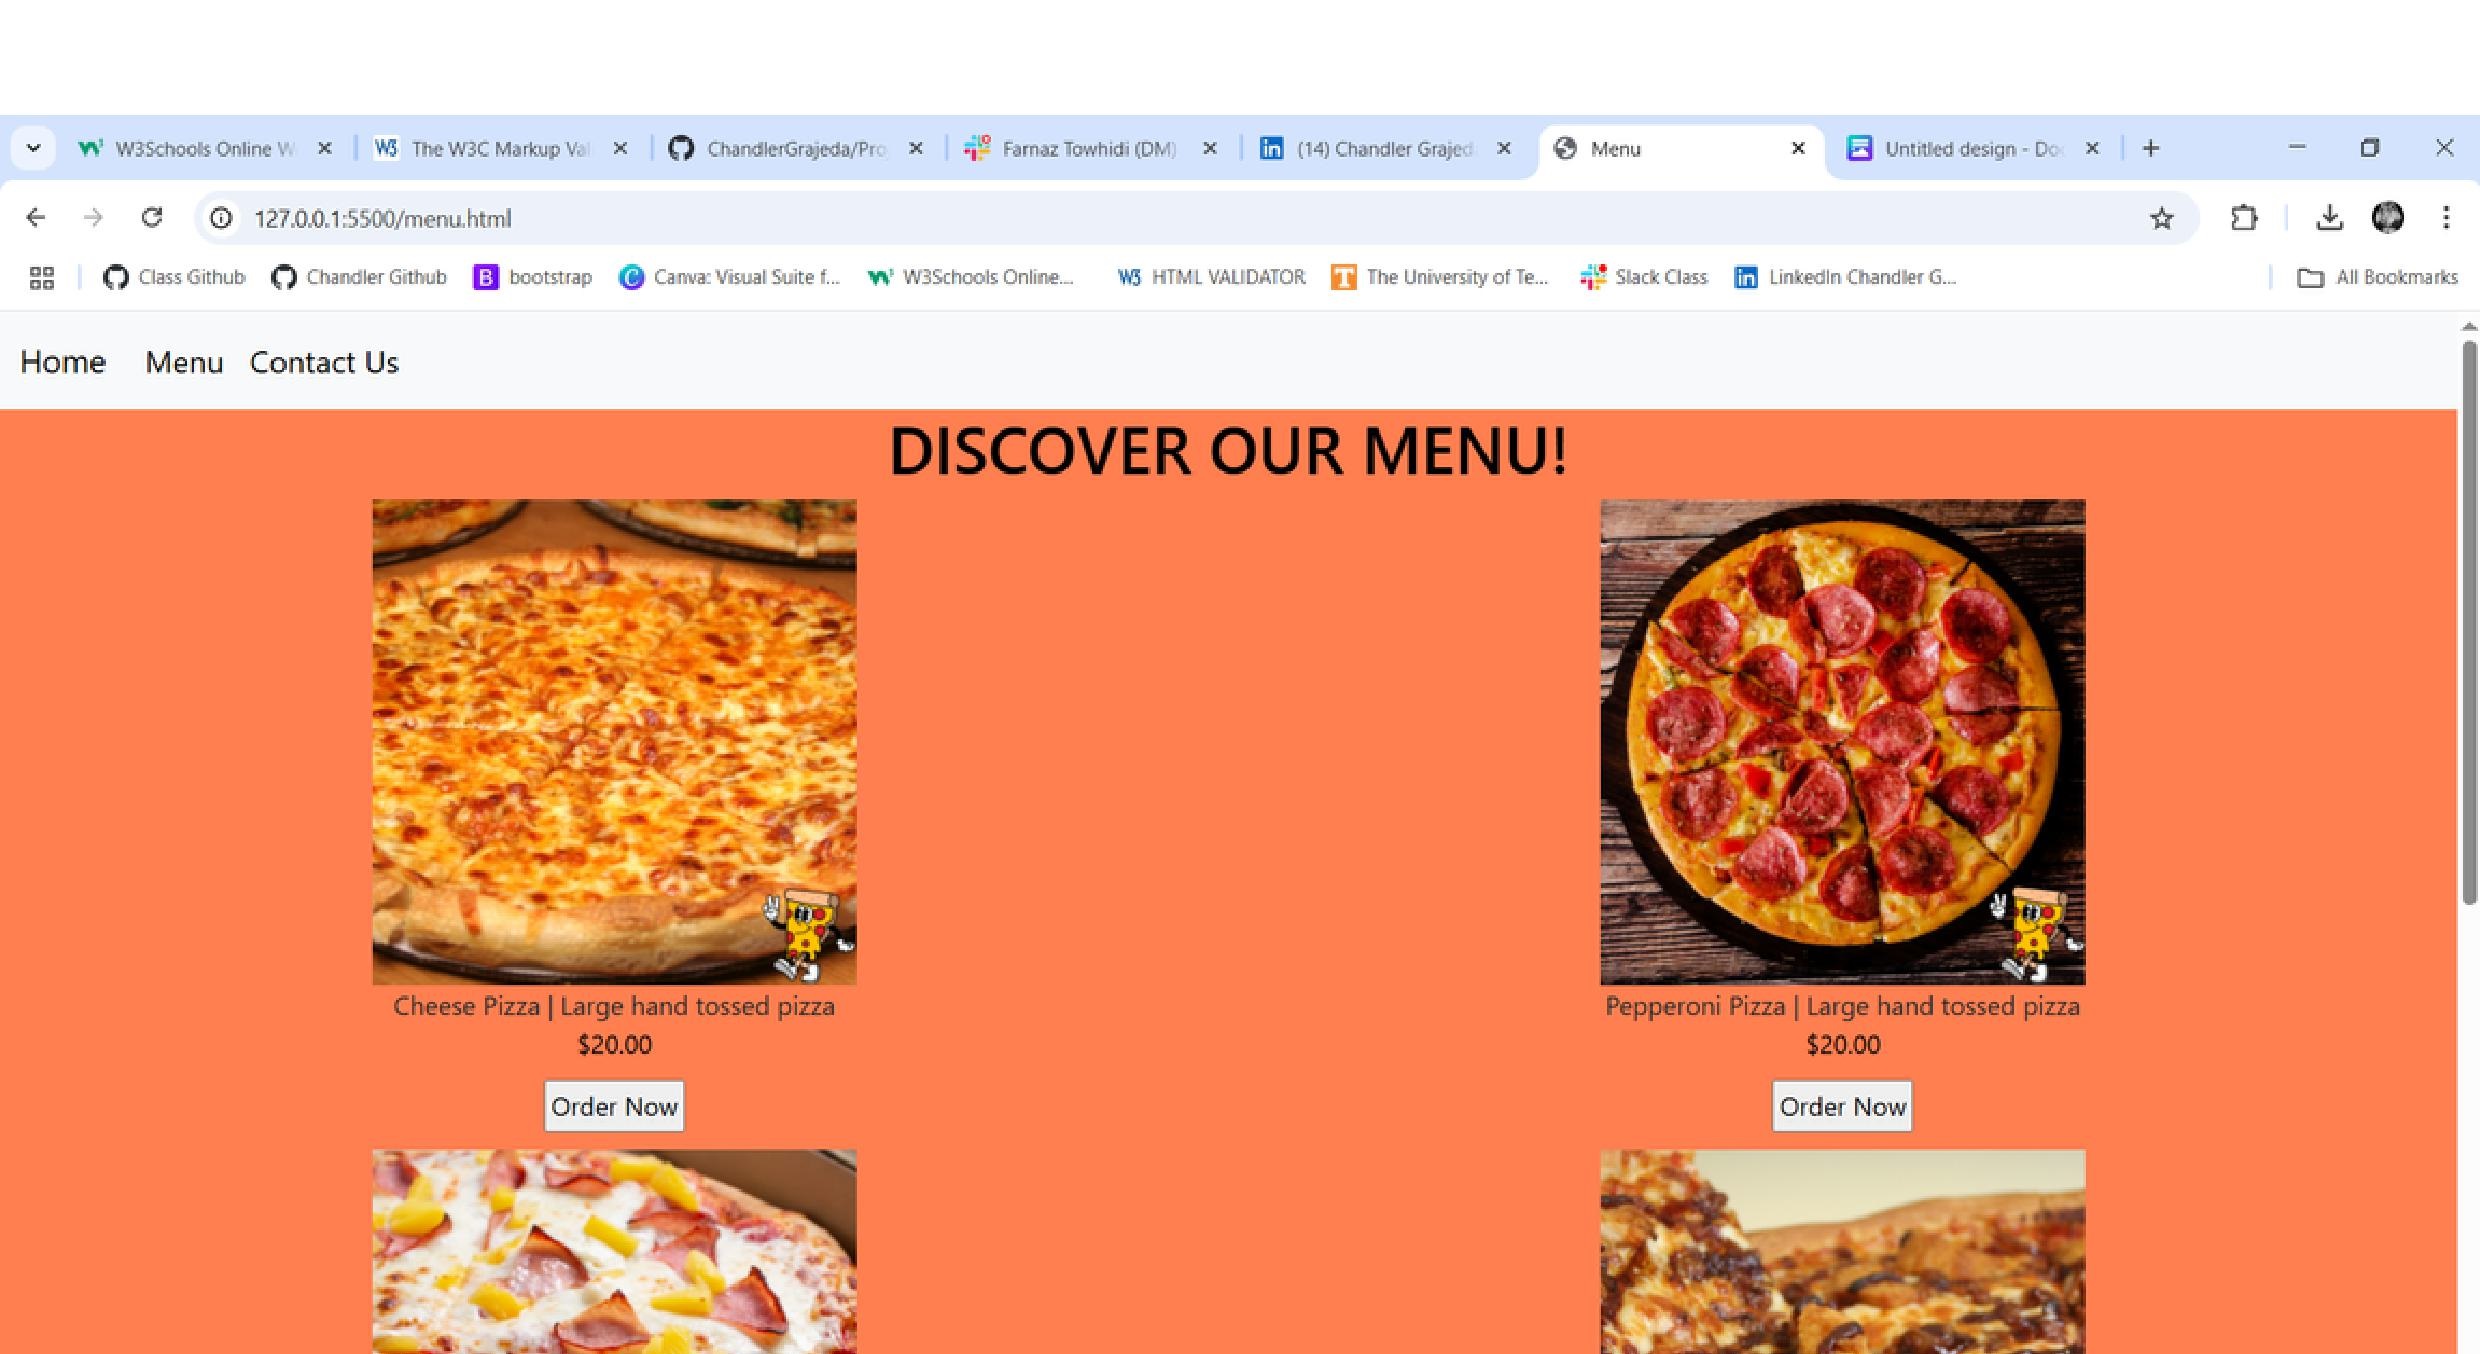 W3Schools Online W
The W3C Markup Val
ChandlerGrajeda/Pro
Farnaz Towhidi (DM)
(14) Chandler Grajed
Menu
Untitled design - Do
127.0.0.1:5500/menu.html
Class Github
Chandler Github
bootstrap
Canva: Visual Suite f...
W3Schools Online...
HTML VALIDATOR
The University of Te...
Slack Class
LinkedIn Chandler G...
All Bookmarks
Home Menu Contact Us
DISCOVER OUR MENU!
Cheese Pizza | Large hand tossed pizza
$20.00
Order Now
Pepperoni Pizza | Large hand tossed pizza
$20.00
Order Now